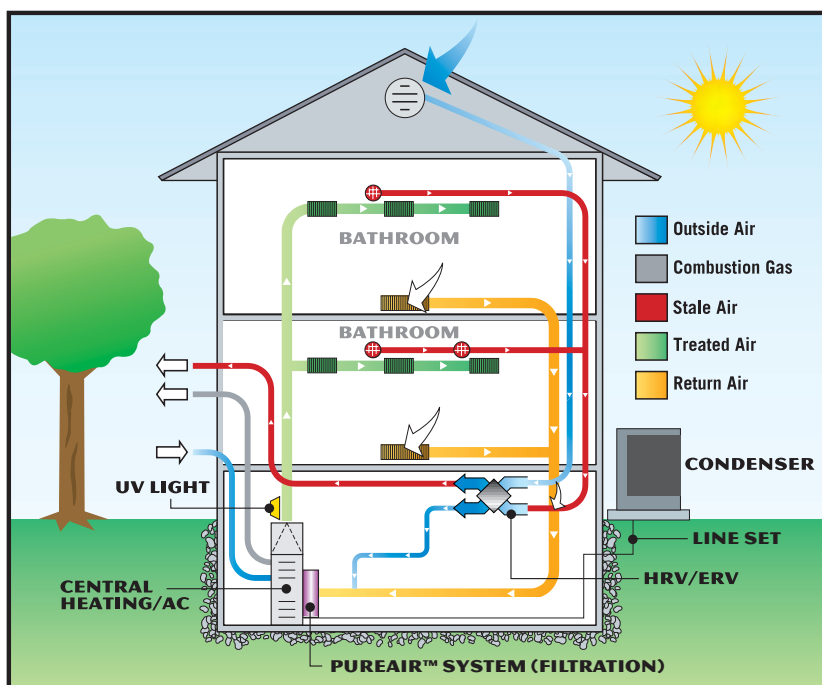 BATHROOM
Outside Air
Combustion Gas
Stale Air
Treated Air
Return Air
BATHROOM
CONDENSER
UV LIGHT
LINE SET
HRV/ERV
CENTRAL
HEATING/AC
PUREAIR™ SYSTEM (FILTRATION)